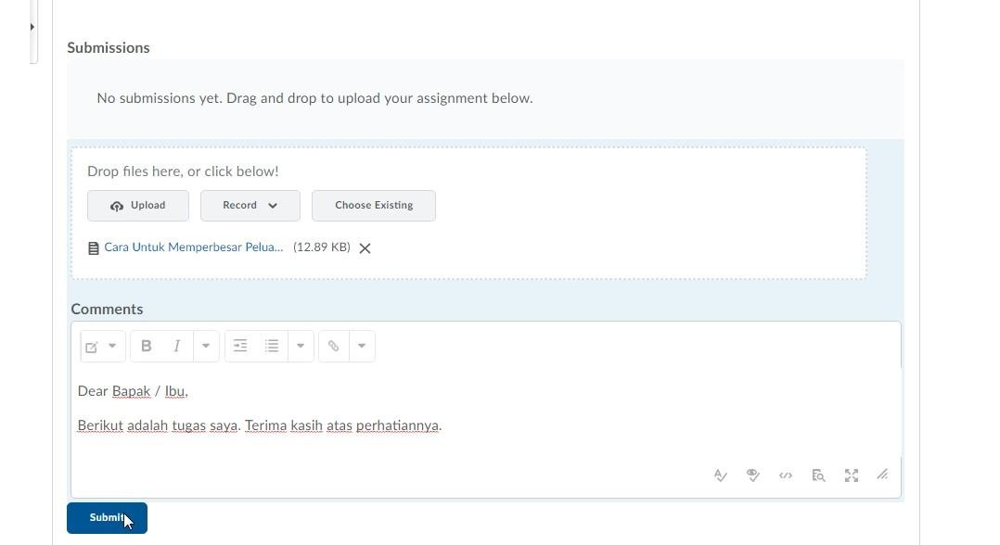 Submissions
No submissions yet. Drag and drop to upload your assignment below.
Drop files here, or click below!
Upload
Record
Choose Existing
Cara Untuk Memperbesar Pelua... (12.89 KB)
Comments
B I
Dear Bapak / Ibu,
Berikut adalah tugas saya. Terima kasih atas perhatiannya.
Submit